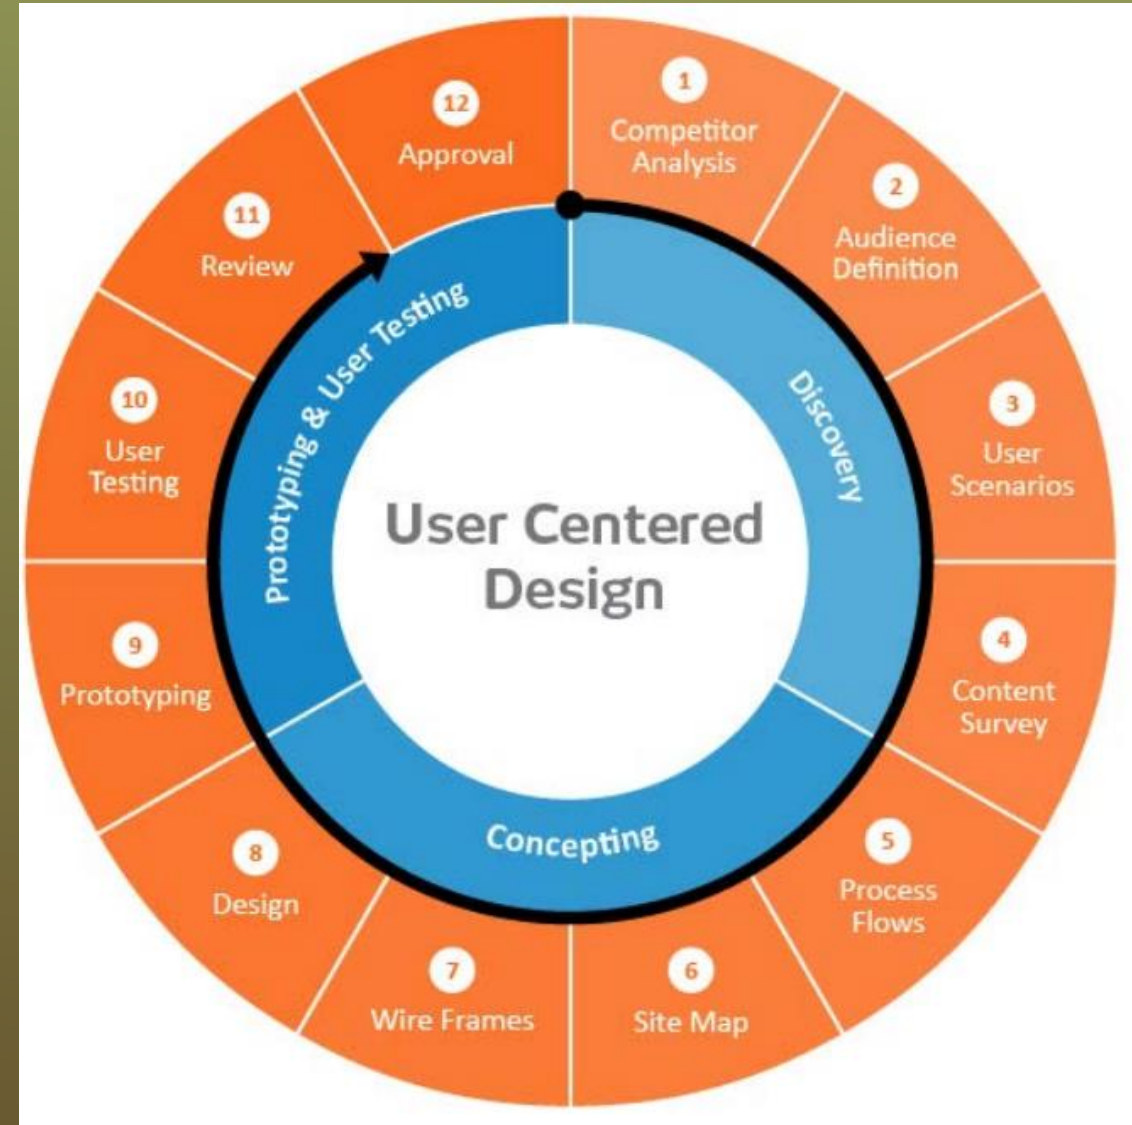 1
Competitor
Analysis
2
Audience
Definition
3
User
Scenarios
4
Content
Survey
5
Process
Flows
6
Site Map
7
Wire Frames
8
Design
9
Prototyping
10
User
Testing
11
Review
12
Approval
Discovery
Concepting
Prototyping & User Testing
User Centered
Design